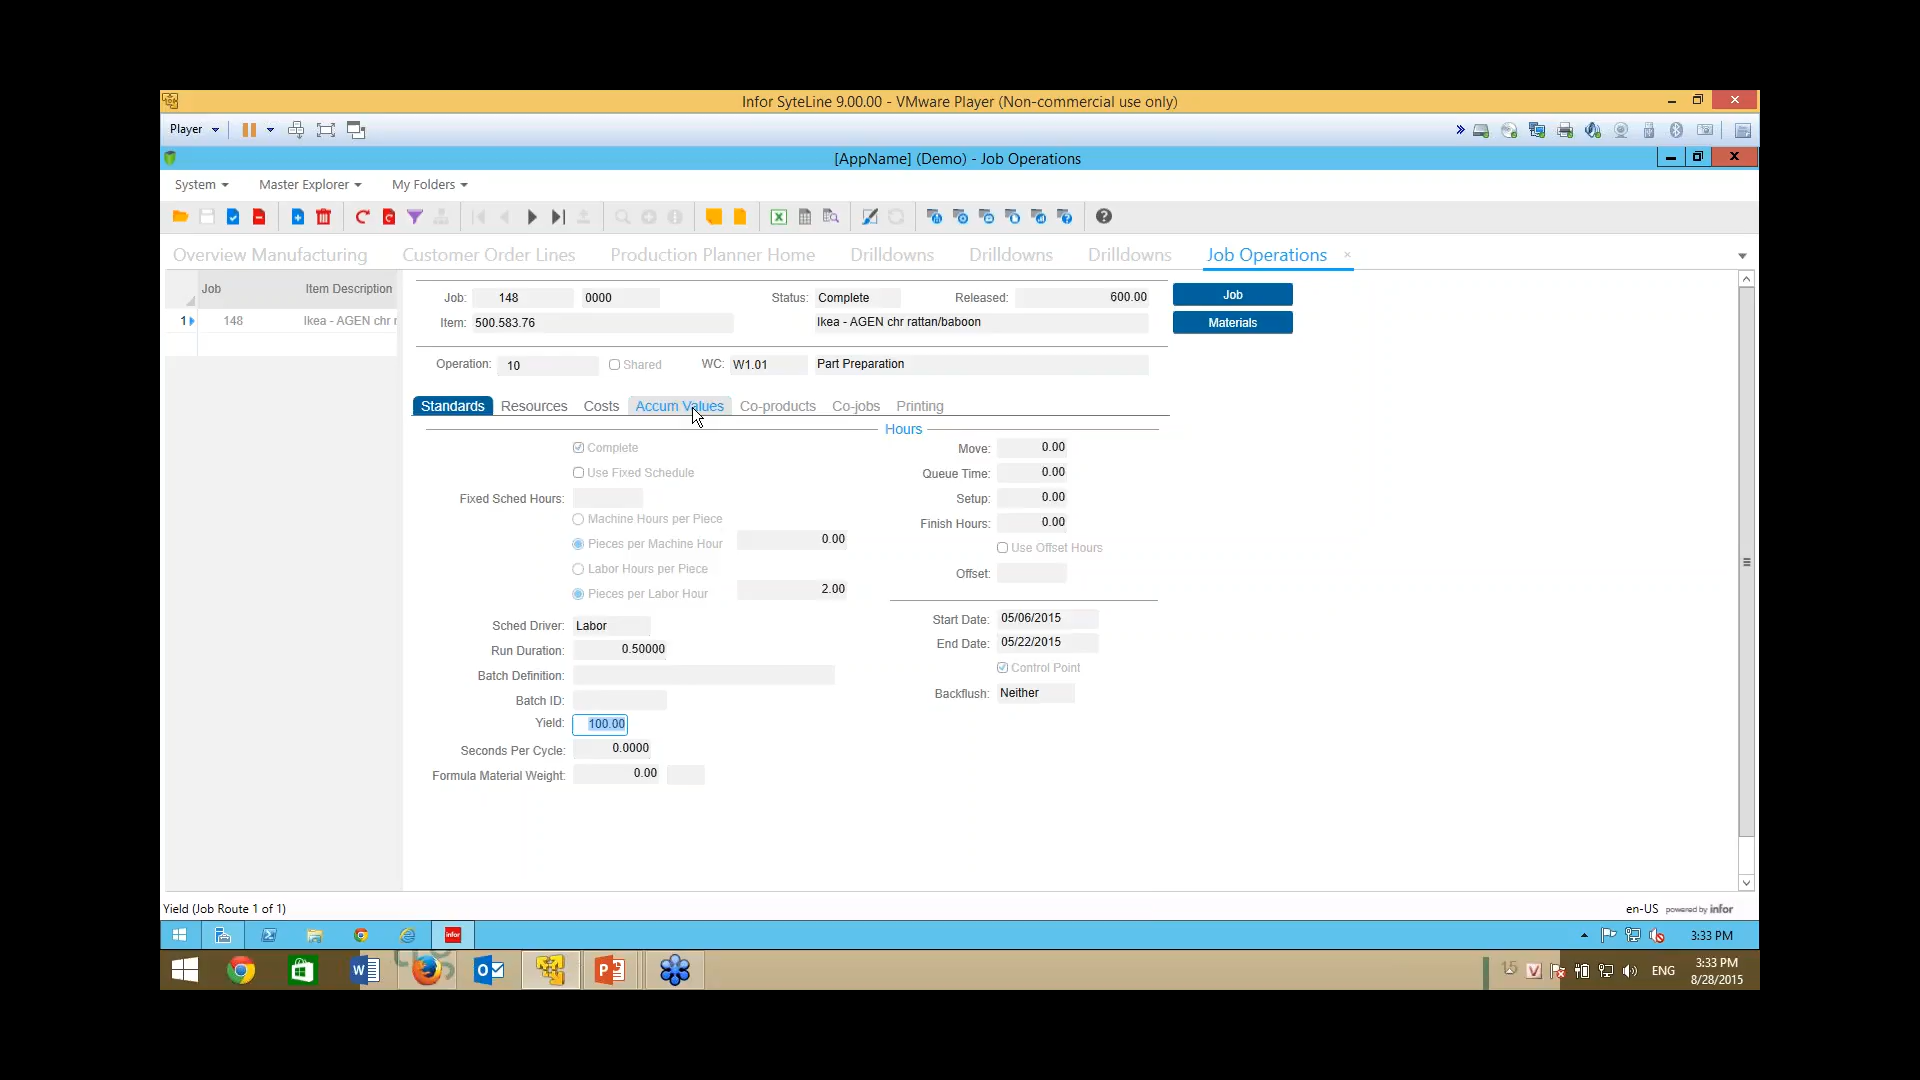 Infor SyteLine 9.00.00 - VMware Player (Non-commercial use only)
Player
[AppName] (Demo) - Job Operations
System Master Explorer My Folders
Overview Manufacturing Customer Order Lines Production Planner Home Drilldowns Drilldowns Drilldowns Job Operations ×
Job Item Description
1 148 Ikea - AGEN chr r
Job: 148 0000 Status: Complete Released: 600.00 Job
Item: 500.583.76 Ikea - AGEN chr rattan/baboon Materials
Operation: 10 Shared WC: W1.01 Part Preparation
Standards Resources Costs Accum Values Co-products Co-jobs Printing
Hours
Complete Move: 0.00
Use Fixed Schedule Queue Time: 0.00
Fixed Sched Hours: Setup: 0.00
Machine Hours per Piece Finish Hours: 0.00
Pieces per Machine Hour 0.00 Use Offset Hours
Labor Hours per Piece Offset:
Pieces per Labor Hour 2.00
Sched Driver: Labor Start Date: 05/06/2015
Run Duration: 0.50000 End Date: 05/22/2015
Batch Definition: Control Point
Batch ID: Backflush: Neither
Yield: 100.00
Seconds Per Cycle: 0.0000
Formula Material Weight: 0.00
Yield (Job Route 1 of 1) en-US powered by infor
infor 3:33 PM
15 ENG 3:33 PM
8/28/2015